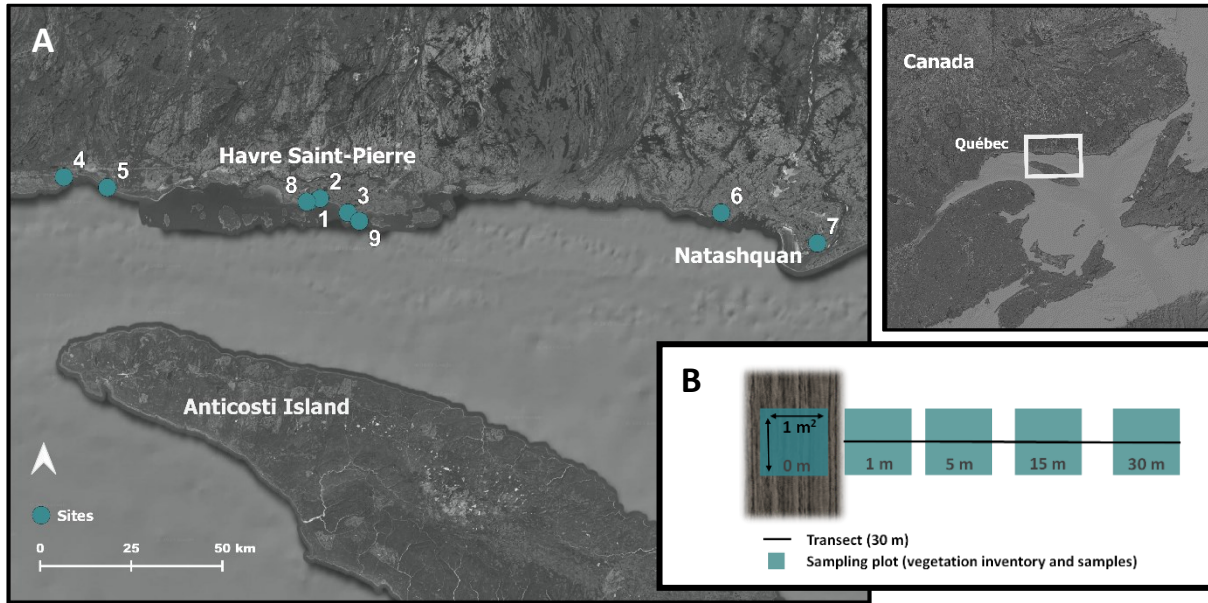 A
Havre Saint-Pierre
4
5
8
2
3
1
9
6
7
Natashquan
Anticosti Island
Sites
0 25 50 km
Canada
Québec
B
1 m²
0 m
1 m
5 m
15 m
30 m
Transect (30 m)
Sampling plot (vegetation inventory and samples)